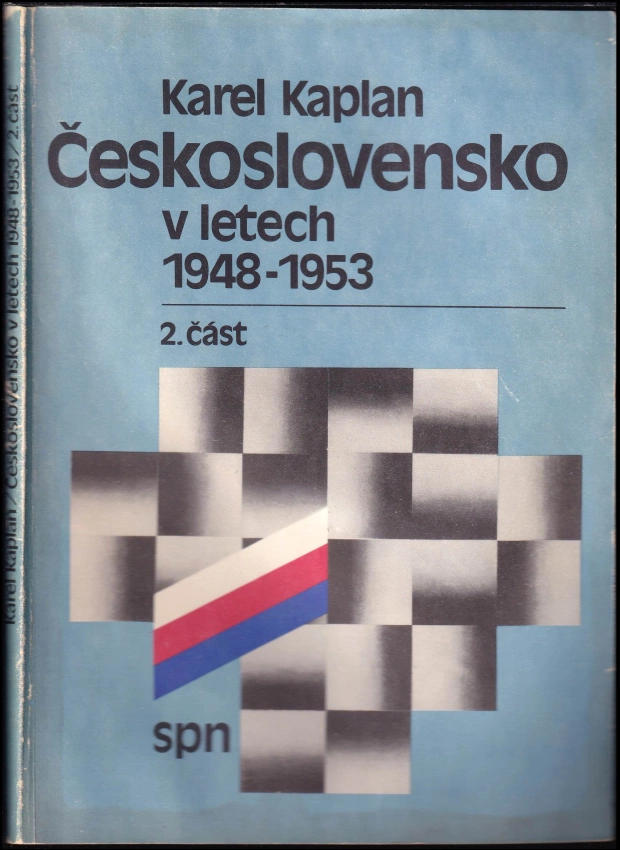 Karel Kaplan
Československo
v letech
1948-1953
2. část
spn
Karel Kaplan / Československo v letech 1948-1953 / 2. část